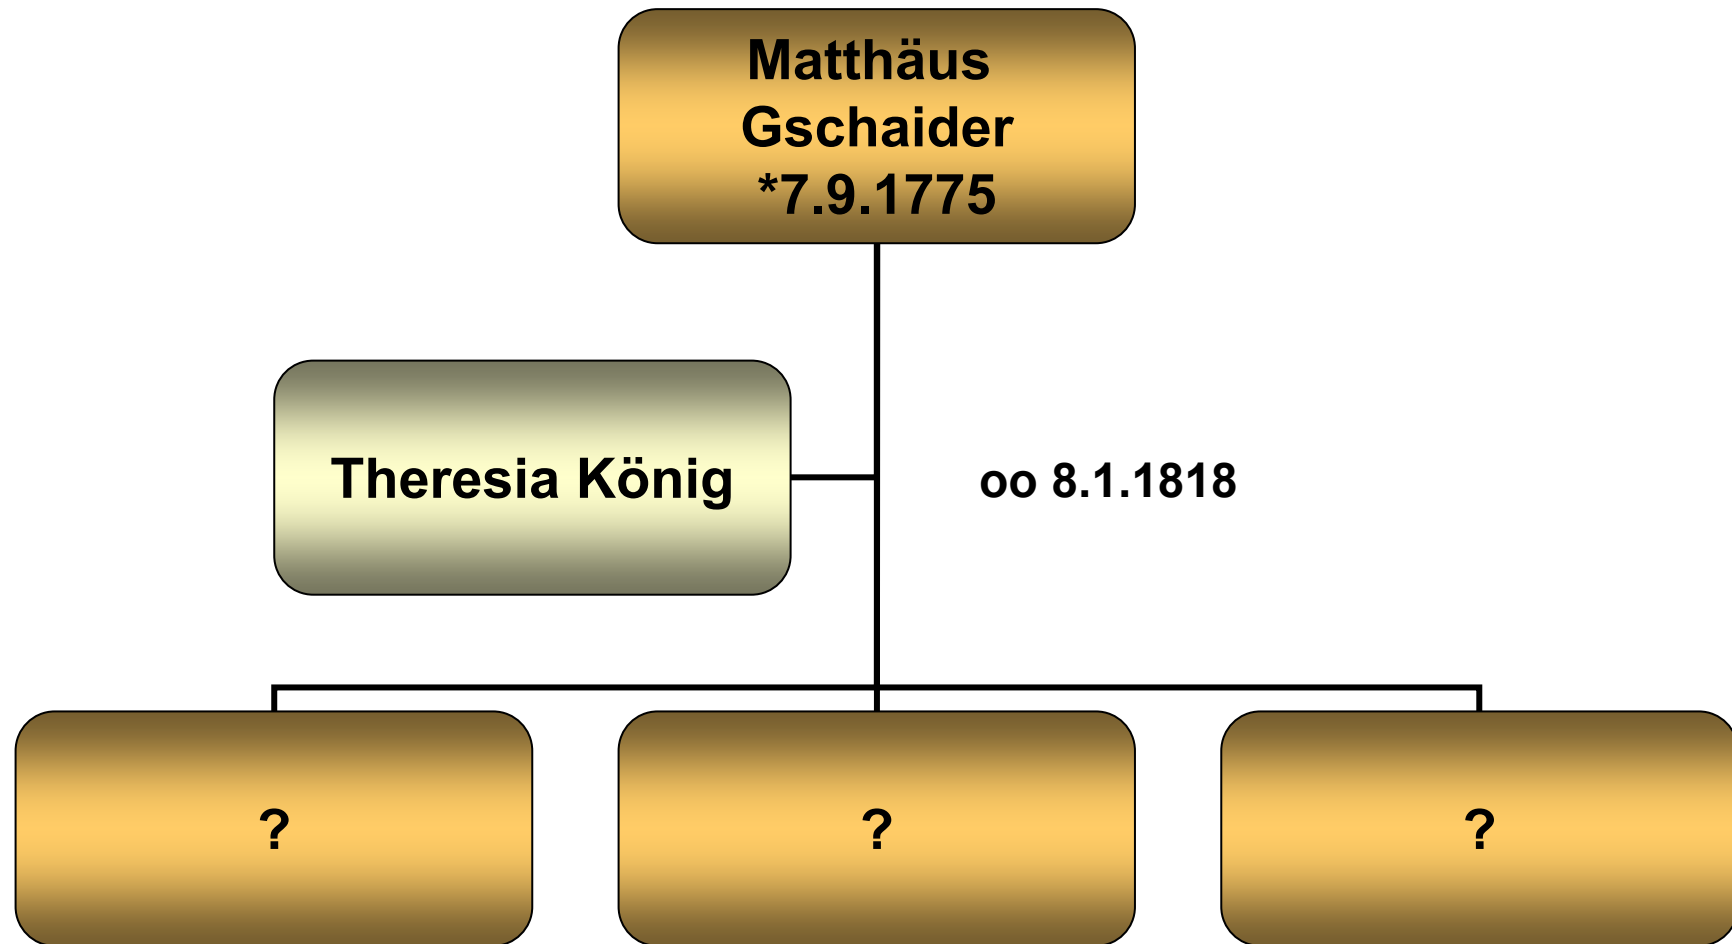 Matthäus
Gschaider
*7.9.1775
Theresia König
oo 8.1.1818
?
?
?